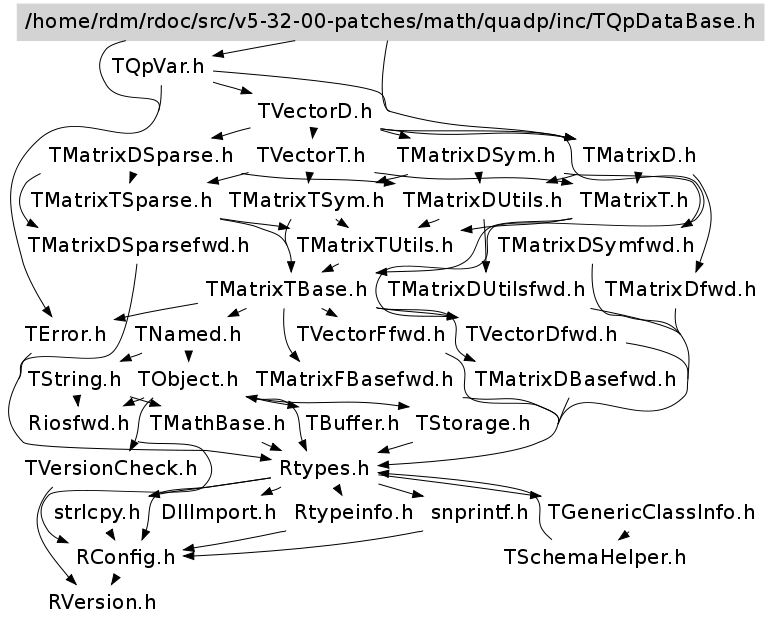 /home/rdm/rdoc/src/v5-32-00-patches/math/quadp/inc/TQpDataBase.h
TQpVar.h
TVectorD.h
TMatrixDSparse.h TVectorT.h TMatrixDSym.h TMatrixD.h
TMatrixTSparse.h TMatrixTSym.h TMatrixDUtils.h TMatrixT.h
TMatrixDSparsefwd.h TMatrixTUtils.h TMatrixDSymfwd.h
TMatrixTBase.h TMatrixDUtilsfwd.h TMatrixDfwd.h
TError.h TNamed.h TVectorFfwd.h TVectorDfwd.h
TString.h TObject.h TMatrixFBasefwd.h TMatrixDBasefwd.h
Riosfwd.h TMathBase.h TBuffer.h TStorage.h
TVersionCheck.h Rtypes.h
strlcpy.h DllImport.h Rtypeinfo.h snprintf.h TGenericClassInfo.h
RConfig.h TSchemaHelper.h
RVersion.h